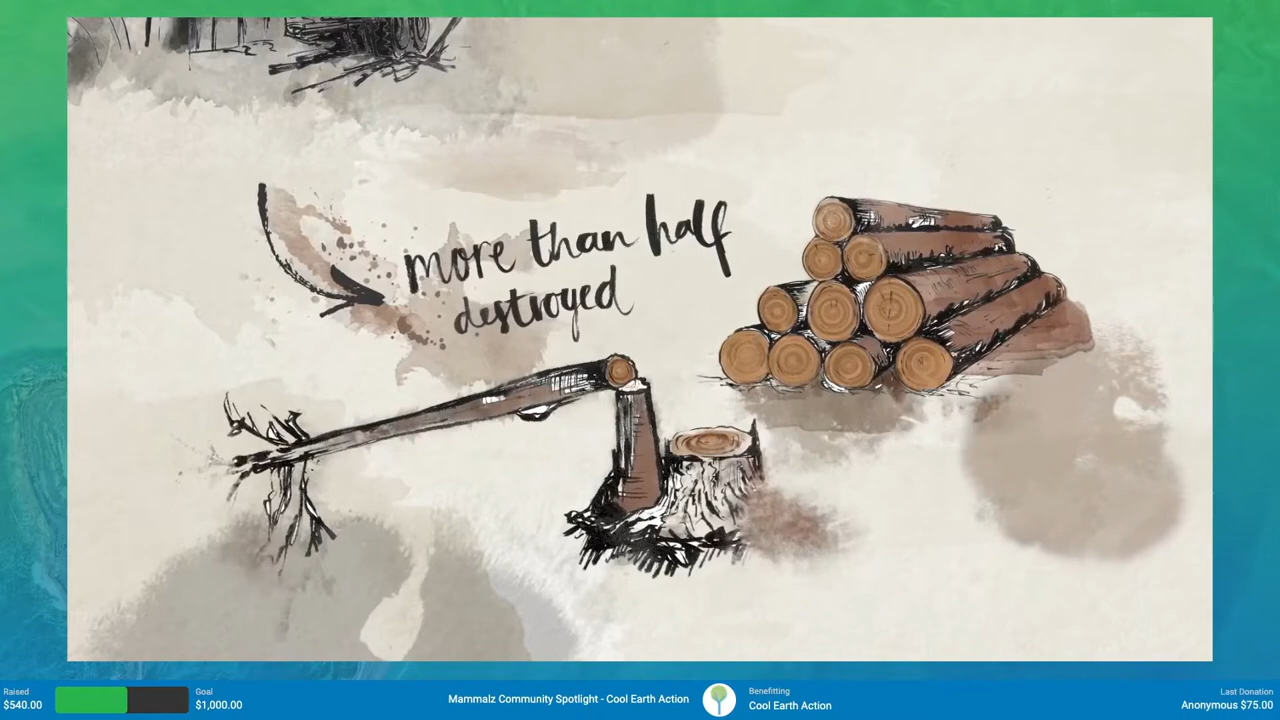 more than half
destroyed
Raised
$540.00
Goal
$1,000.00
Mammalz Community Spotlight - Cool Earth Action
Benefitting
Cool Earth Action
Last Donation
Anonymous $75.00